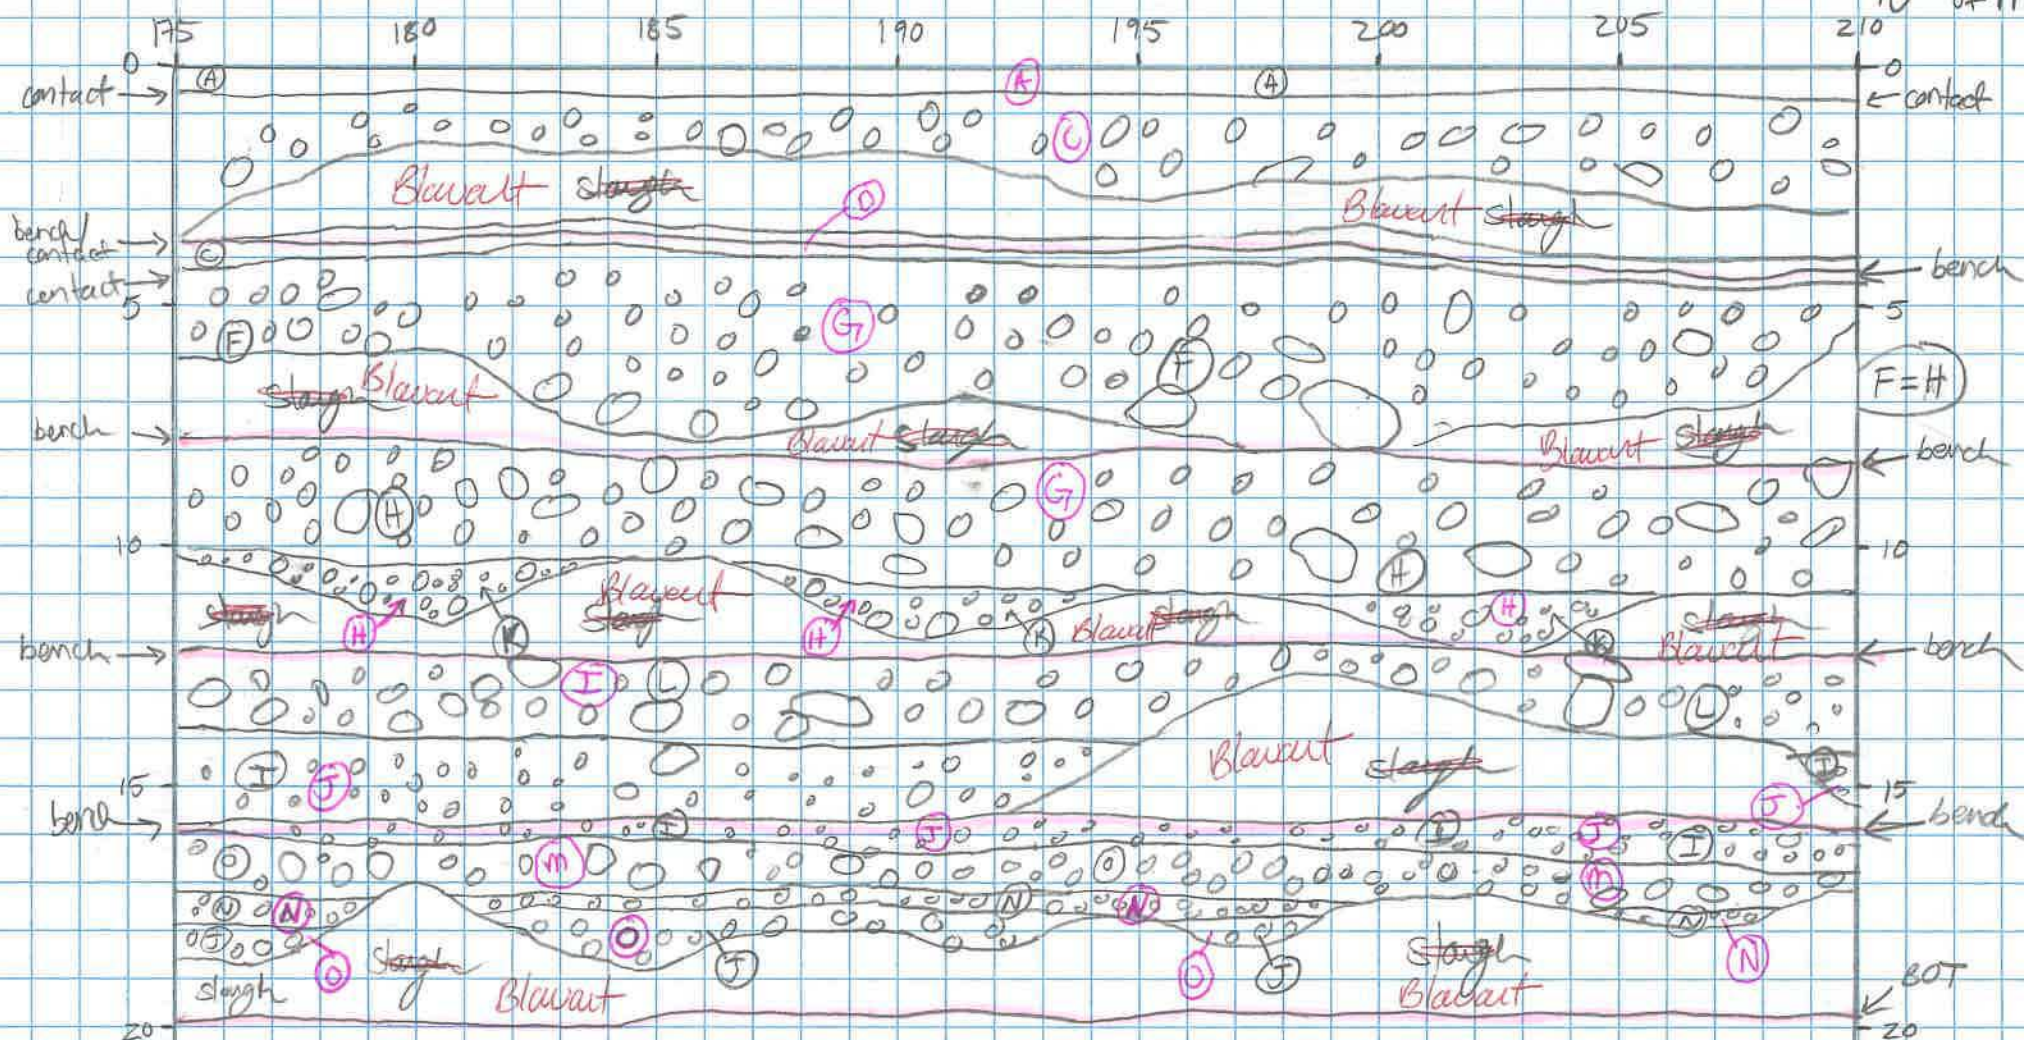 of 11
175 180 185 190 195 200 205 210
0 0
A A A
contact contact
C
Blowout slough D Blowout slough
bench/
contact
C
contact
bench
5 5
G
F F
F=H
slough Blowout
bench Blowout slough Blowout slough bench
G
H
10 10
H
slough Blowout H Blowout slough slough
slough Blowout
H K H K K
bench bench
I L L
Blowout slough
I J I
15 J 15
bench I J I J I bench
O m O m
N N N N N
J O J O J N
slough slough
slough Blowout Blowout
BOT
20 20